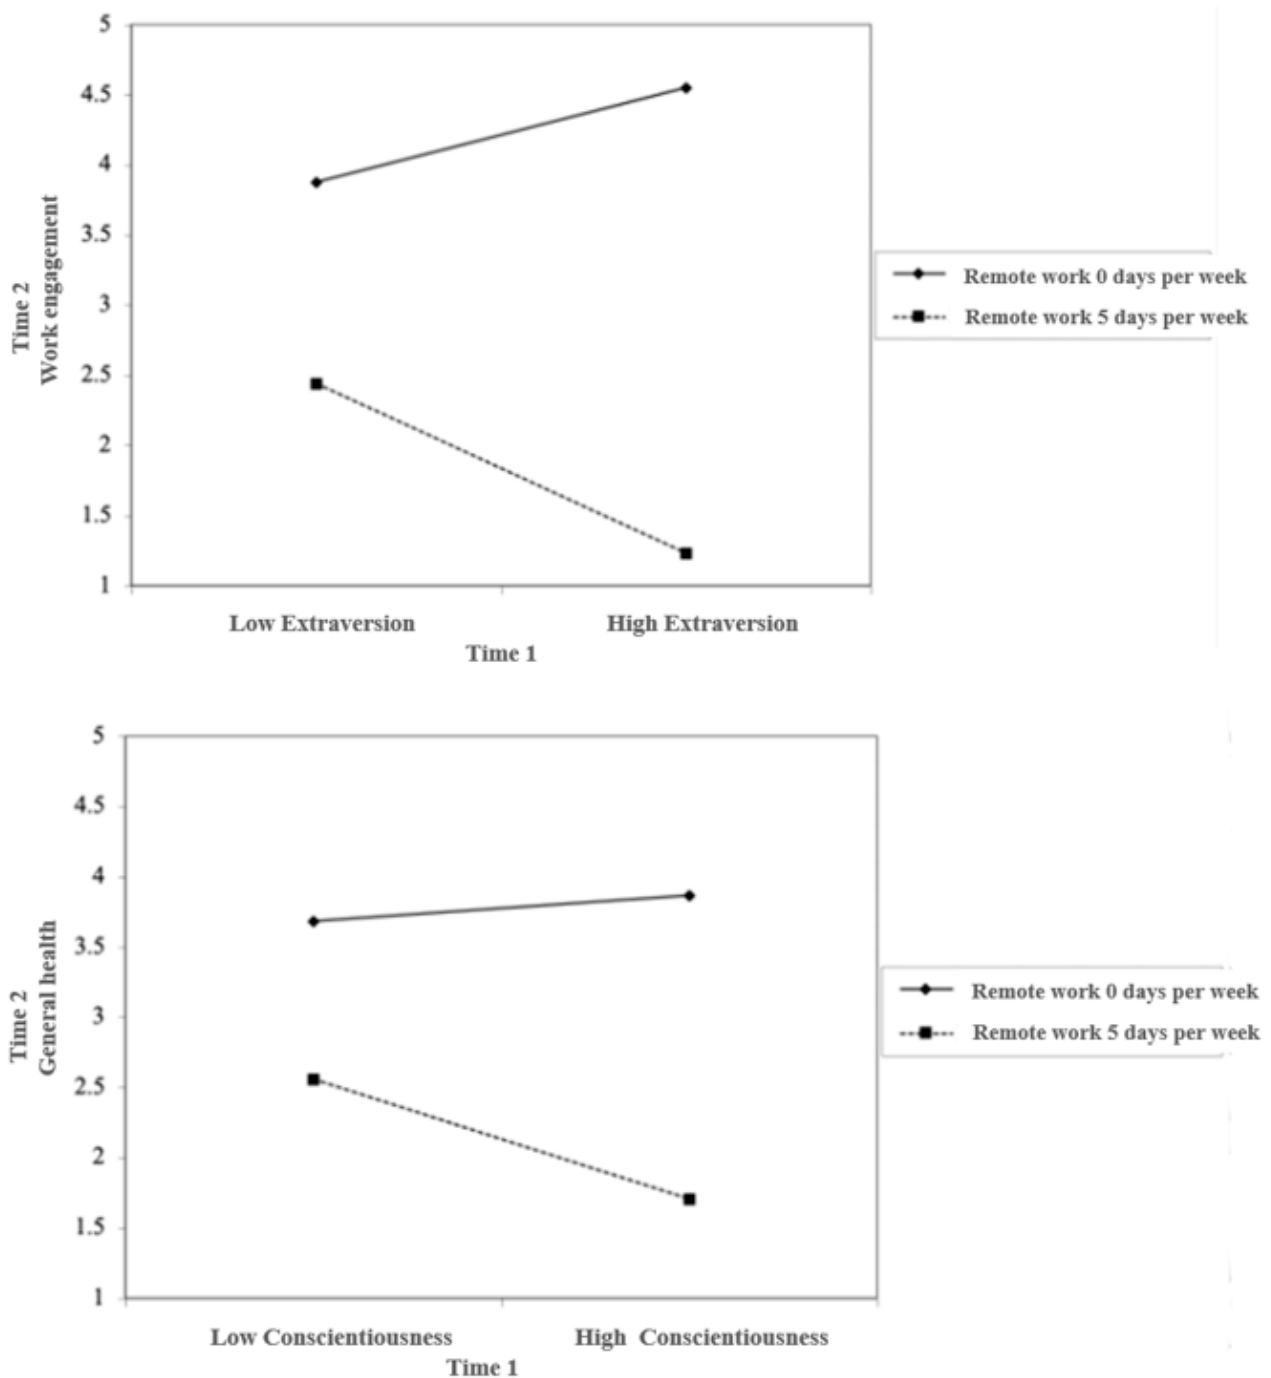 5
4.5
4
3.5
3
2.5
2
1.5
1
Time 2
Work engagement
Remote work 0 days per week
Remote work 5 days per week
Low Extraversion High Extraversion
Time 1
5
4.5
4
3.5
3
2.5
2
1.5
1
Time 2
General health
Remote work 0 days per week
Remote work 5 days per week
Low Conscientiousness High Conscientiousness
Time 1